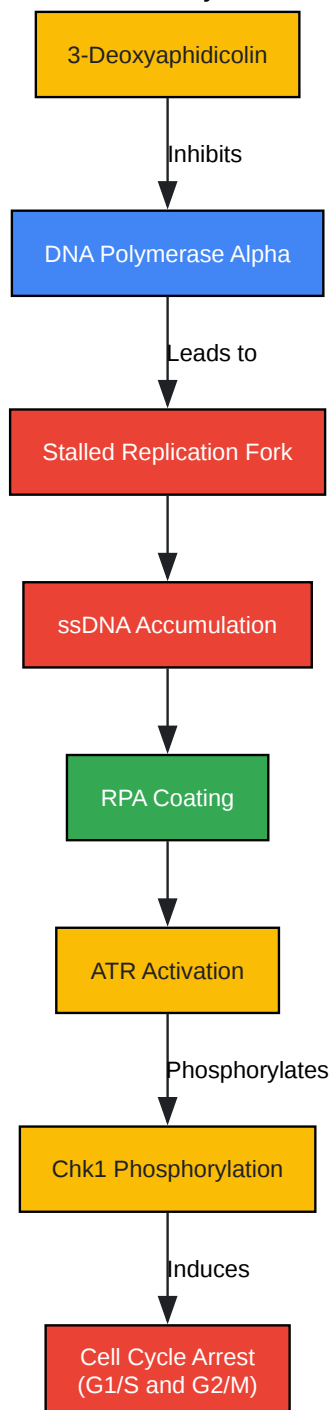 3-Deoxyaphidicolin
Inhibits
DNA Polymerase Alpha
Leads to
Stalled Replication Fork
ssDNA Accumulation
RPA Coating
ATR Activation
Phosphorylates
Chk1 Phosphorylation
Induces
Cell Cycle Arrest
(G1/S and G2/M)